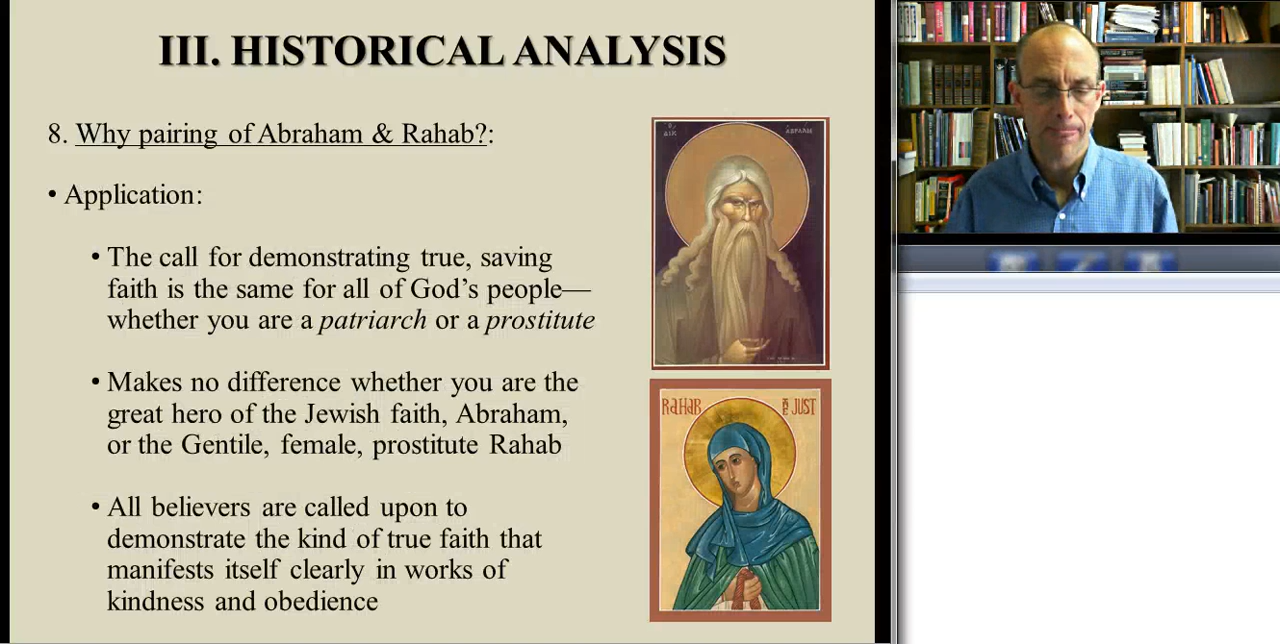 III. HISTORICAL ANALYSIS
8. Why pairing of Abraham & Rahab?:
• Application:
• The call for demonstrating true, saving
faith is the same for all of God’s people—
whether you are a patriarch or a prostitute
• Makes no difference whether you are the
great hero of the Jewish faith, Abraham,
or the Gentile, female, prostitute Rahab
• All believers are called upon to
demonstrate the kind of true faith that
manifests itself clearly in works of
kindness and obedience
RAHAB THE JUST